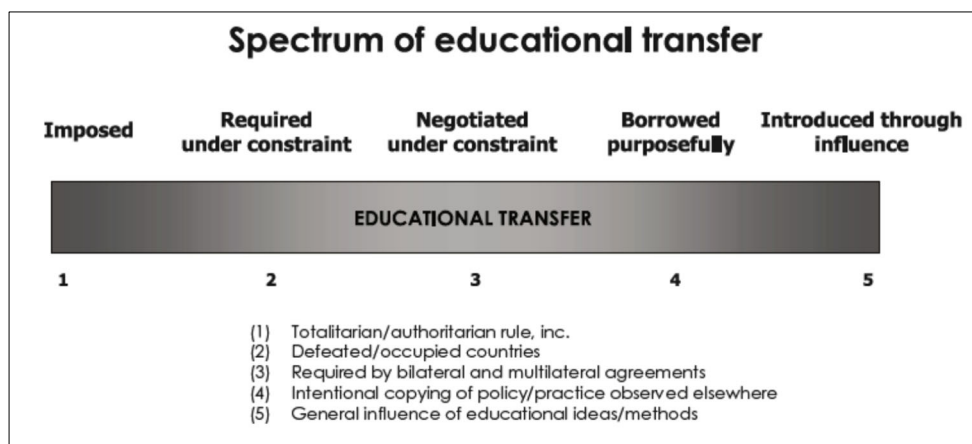 Spectrum of educational transfer
Imposed
Required
under constraint
Negotiated
under constraint
Borrowed
purposefully
Introduced through
influence
EDUCATIONAL TRANSFER
1 2 3 4 5
(1) Totalitarian/authoritarian rule, inc.
(2) Defeated/occupied countries
(3) Required by bilateral and multilateral agreements
(4) Intentional copying of policy/practice observed elsewhere
(5) General influence of educational ideas/methods